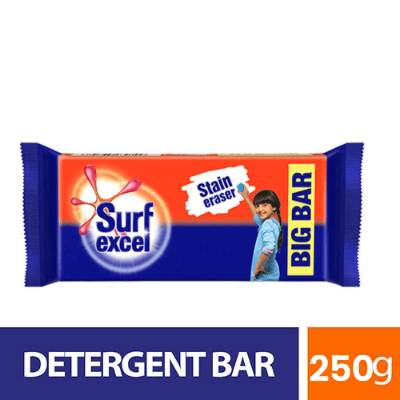 Surf
excel
Stain
eraser
BIG BAR
DETERGENT BAR
250g